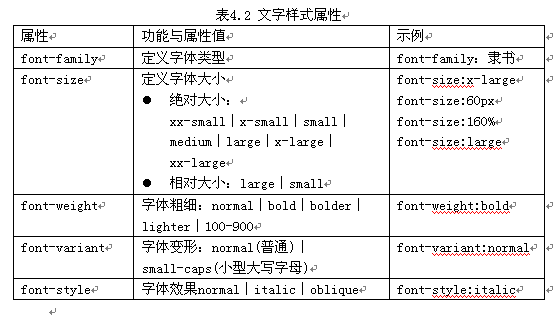 表4.2 文字样式属性
属性 功能与属性值 示例
font-family 定义字体类型 font-family: 隶书
font-size 定义字体大小 font-size:x-large
● 绝对大小: font-size:60px
xx-small|x-small|small| font-size:160%
medium|large|x-large| font-size:large
xx-large
● 相对大小: large|small
font-weight 字体粗细: normal|bold|bolder| font-weight:bold
lighter|100-900
font-variant 字体变形: normal(普通)| font-variant:normal
small-caps(小型大写字母)
font-style 字体效果normal|italic|oblique font-style:italic